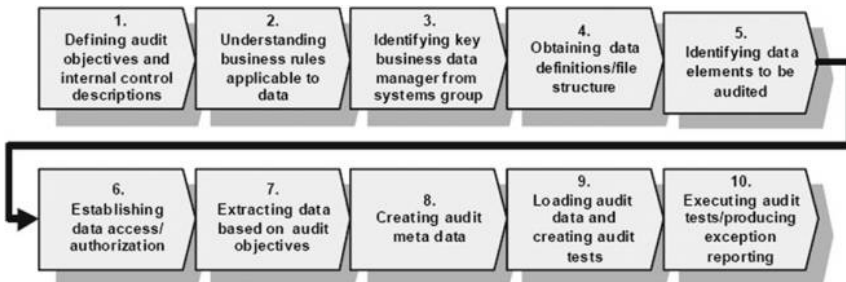 1.
Defining audit
objectives and
internal control
descriptions
2.
Understanding
business rules
applicable to
data
3.
Identifying key
business data
manager from
systems group
4.
Obtaining data
definitions/file
structure
5.
Identifying data
elements to be
audited
6.
Establishing
data access/
authorization
7.
Extracting data
based on audit
objectives
8.
Creating audit
meta data
9.
Loading audit
data and
creating audit
tests
10.
Executing audit
tests/producing
exception
reporting